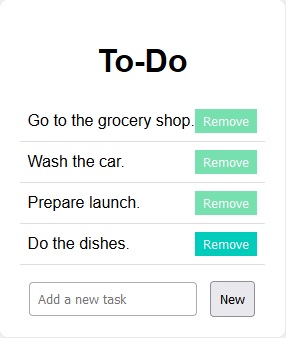 To-Do
Go to the grocery shop. Remove
Wash the car. Remove
Prepare launch. Remove
Do the dishes. Remove
Add a new task New